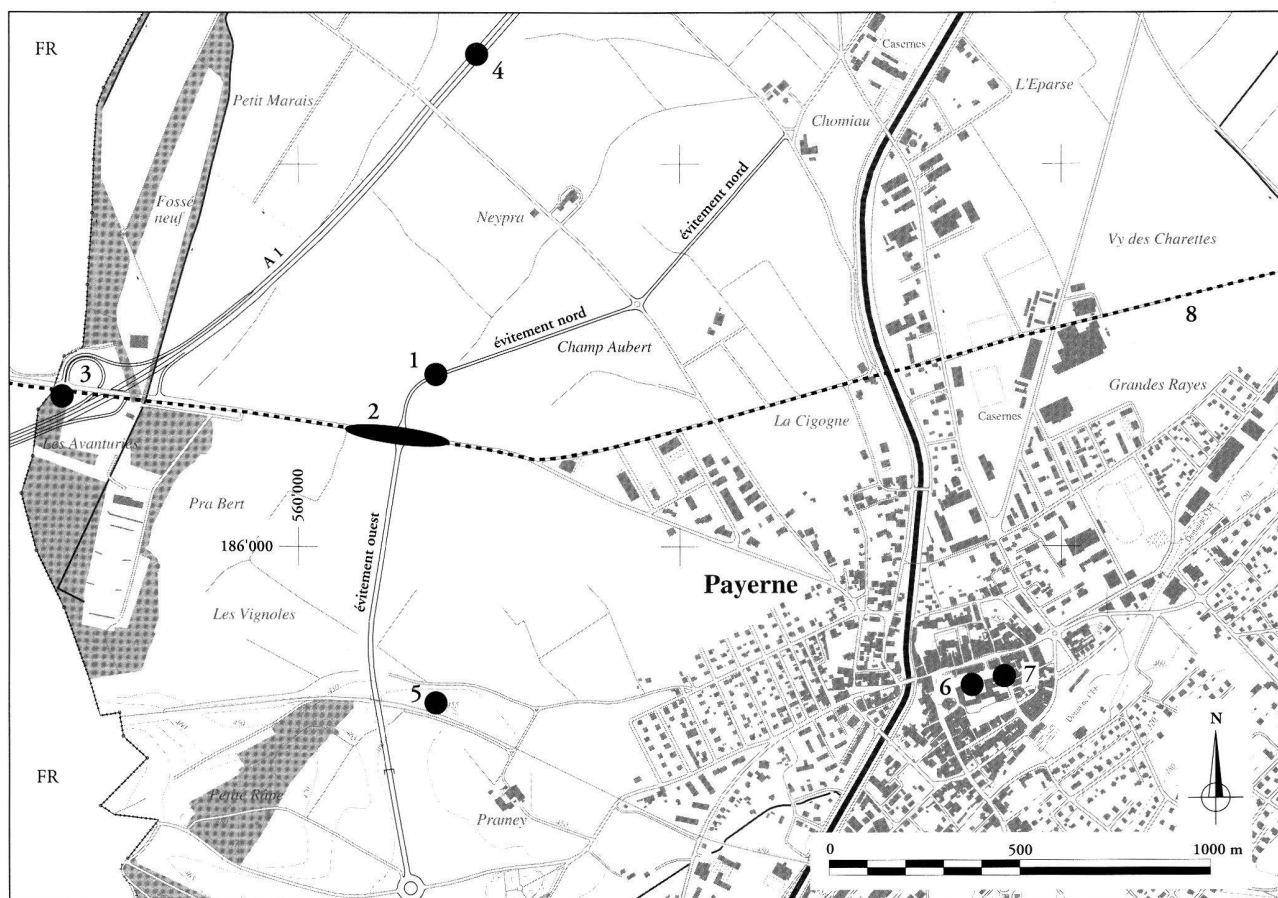 FR
4
Casernes
L'Eparse
Petit Marais
Chomiau
Fossé
neuf
Neypra
évitement nord
Vy des Charettes
A 1
8
évitement nord
Champ Aubert
1
3
2
Grandes Rayes
La Cigogne
Casernes
Les Avanturies
Pra Bert
560'000
186'000
évitement ouest
Payerne
Les Vignoles
5
6
7
N
FR
Petite Râpe
Pramey
0
500
1000 m